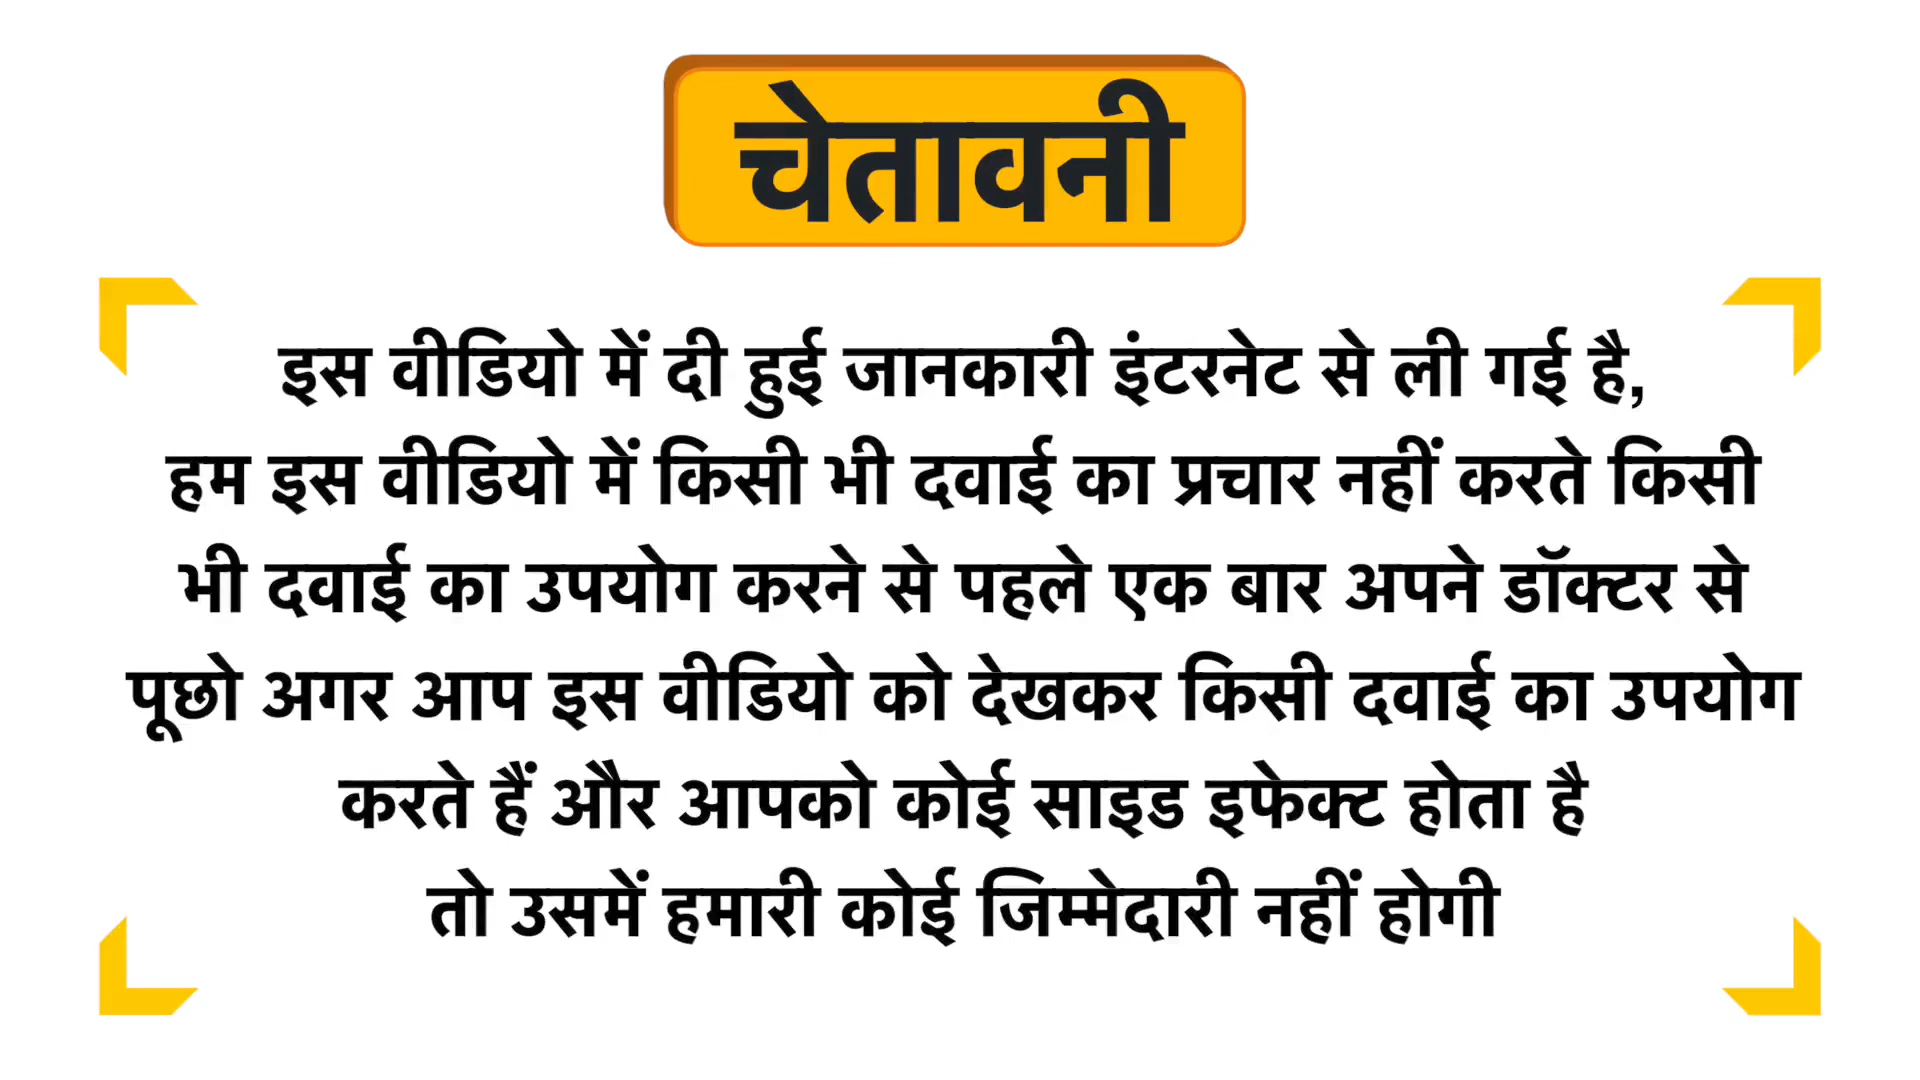 चेतावनी
इस वीडियो में दी हुई जानकारी इंटरनेट से ली गई है,
हम इस वीडियो में किसी भी दवाई का प्रचार नहीं करते किसी
भी दवाई का उपयोग करने से पहले एक बार अपने डॉक्टर से
पूछो अगर आप इस वीडियो को देखकर किसी दवाई का उपयोग
करते हैं और आपको कोई साइड इफेक्ट होता है
तो उसमें हमारी कोई जिम्मेदारी नहीं होगी